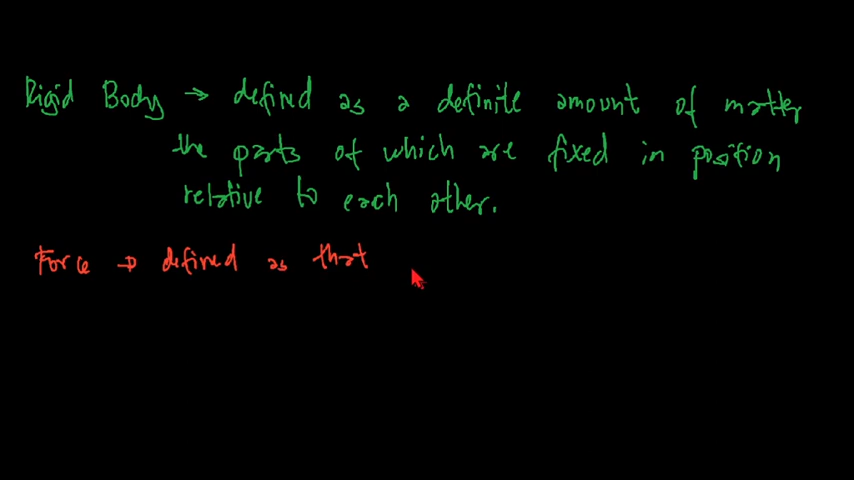 Rigid Body → defined as a definite amount of matter
the parts of which are fixed in position
relative to each other.
Force → defined as that